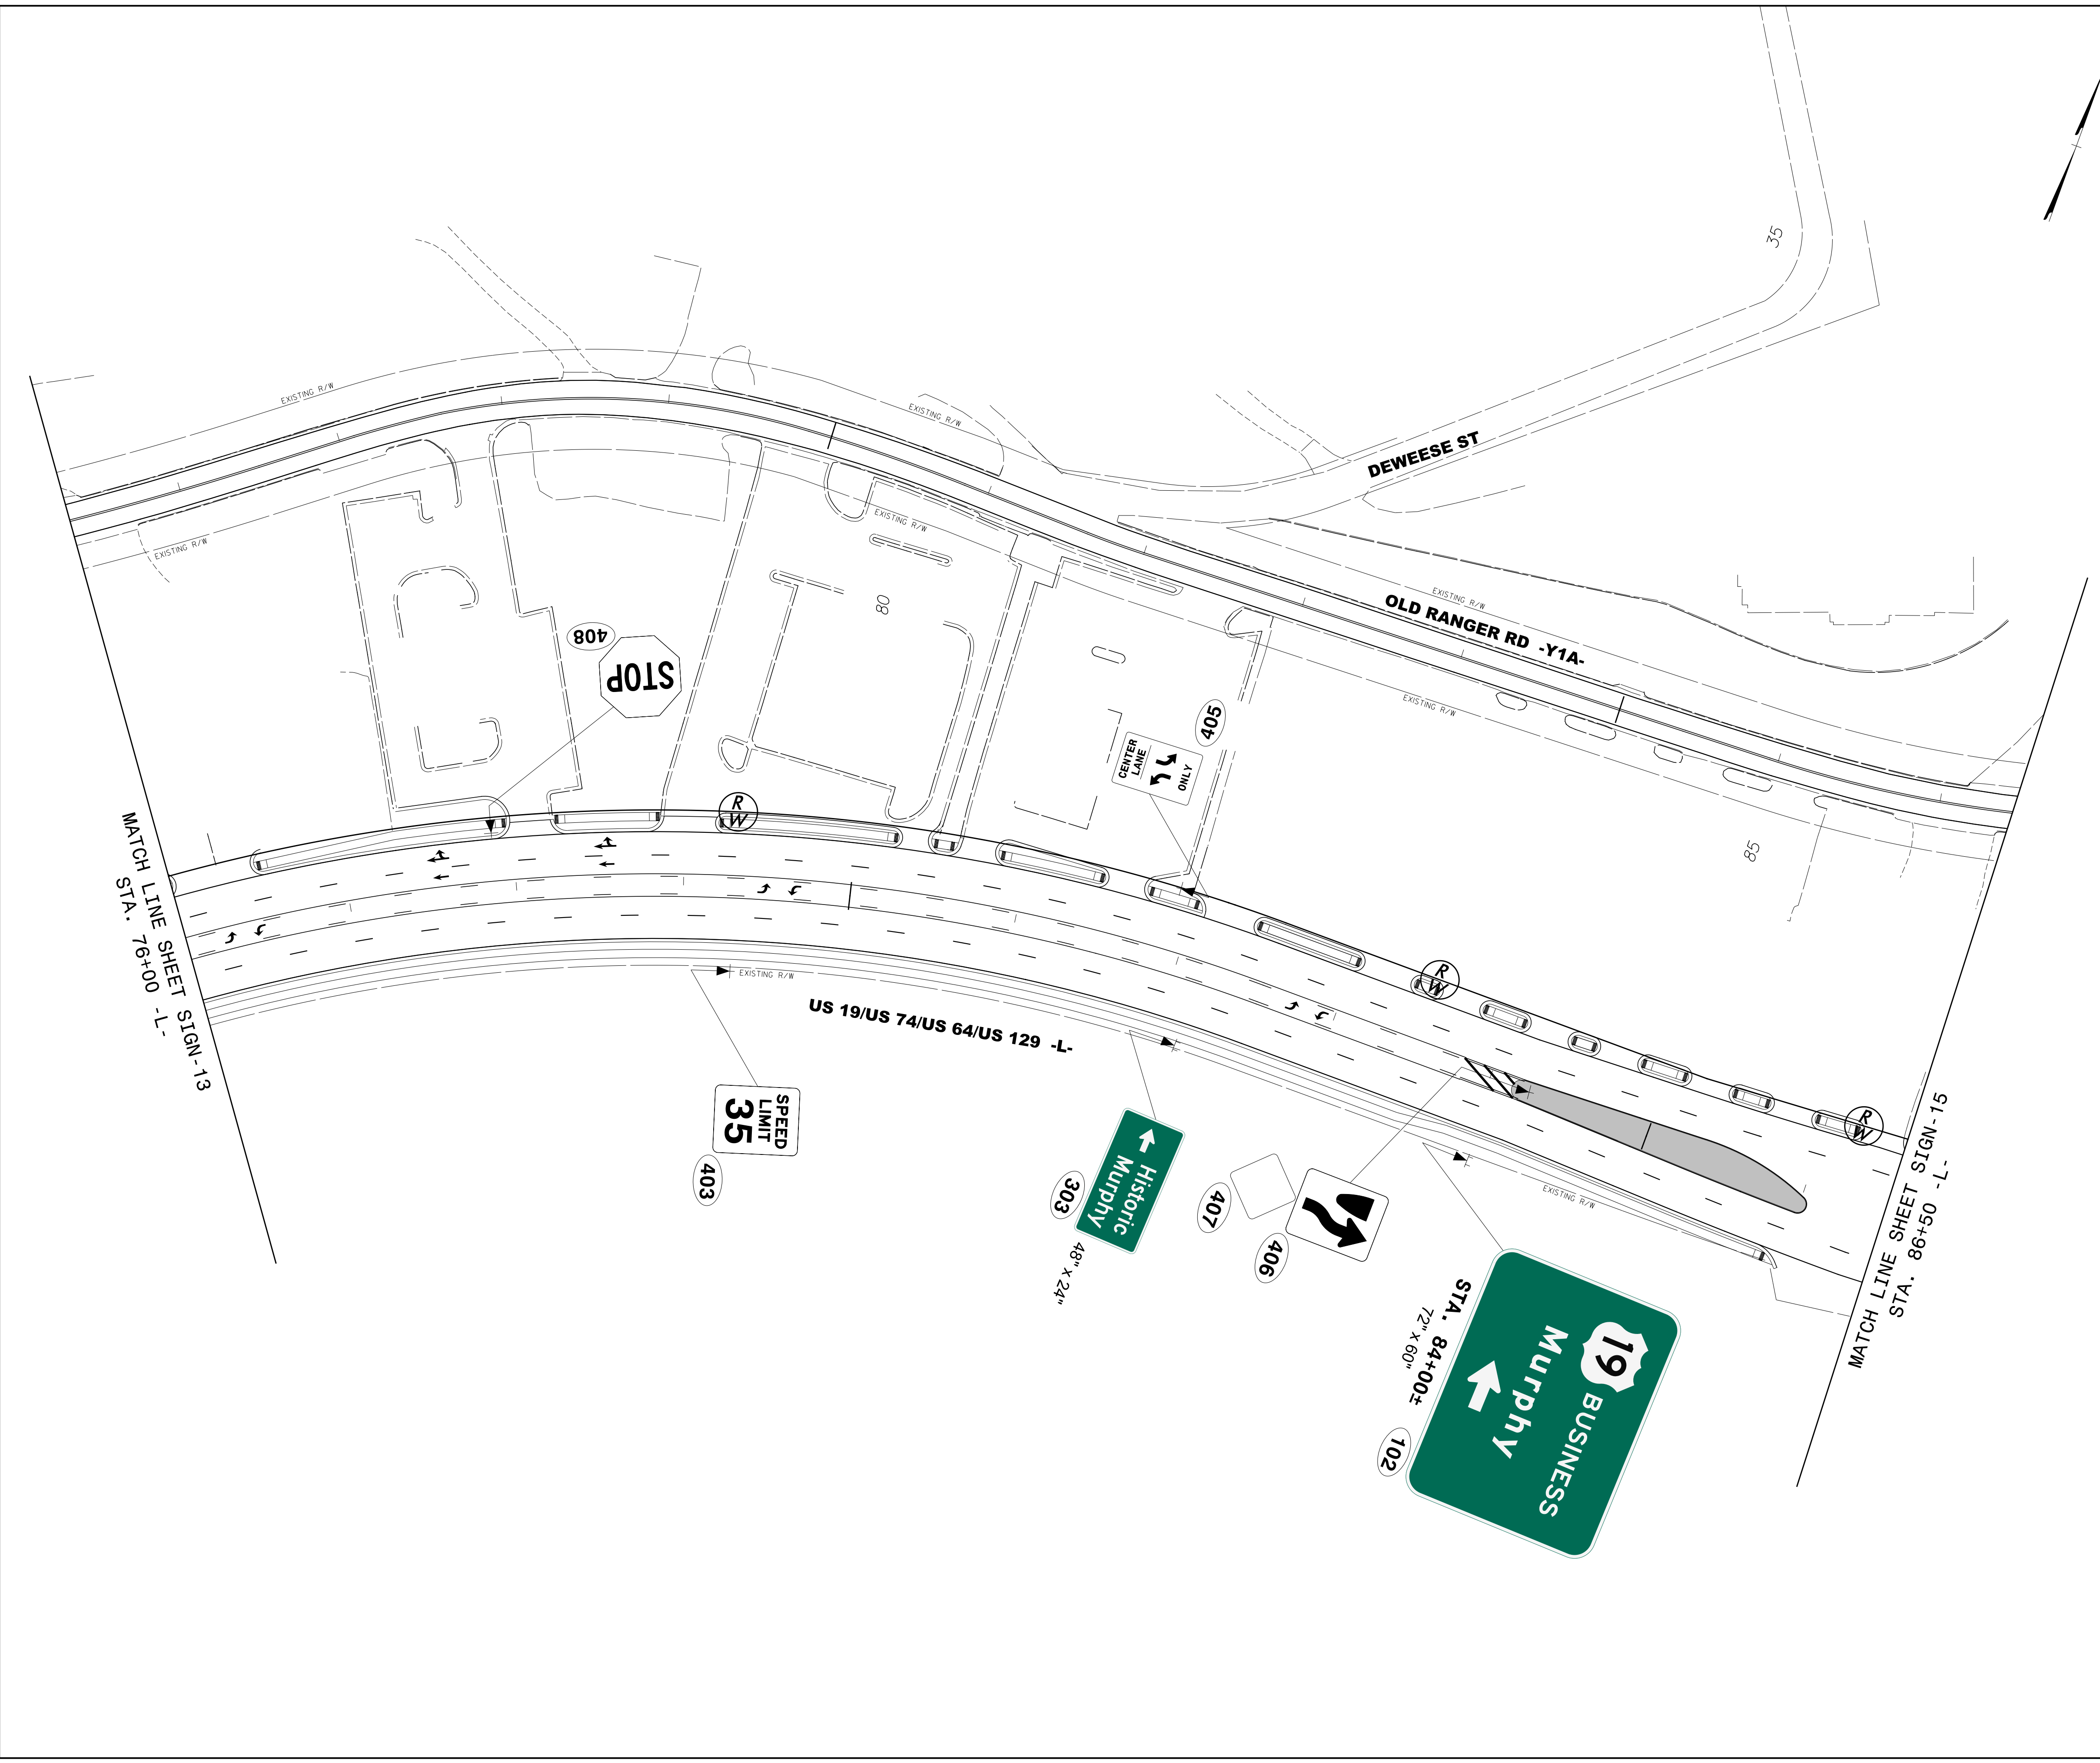 35
EXISTING R/W
EXISTING R/W
DEWEESE ST
EXISTING R/W
EXISTING R/W
EXISTING R/W
OLD RANGER RD -Y1A-
EXISTING R/W
80
408
STOP
405
CENTER
LANE
ONLY
R
W
85
MATCH LINE SHEET SIGN-13
STA. 76+00 -L-
EXISTING R/W
US 19/US 74/US 64/US 129 -L-
R
W
R
W
SPEED
LIMIT
35
403
Historic
Murphy
303
48" x 24"
407
406
EXISTING R/W
STA. 84+00±
72" x 60"
19 BUSINESS
Murphy
102
MATCH LINE SHEET SIGN-15
STA. 86+50 -L-